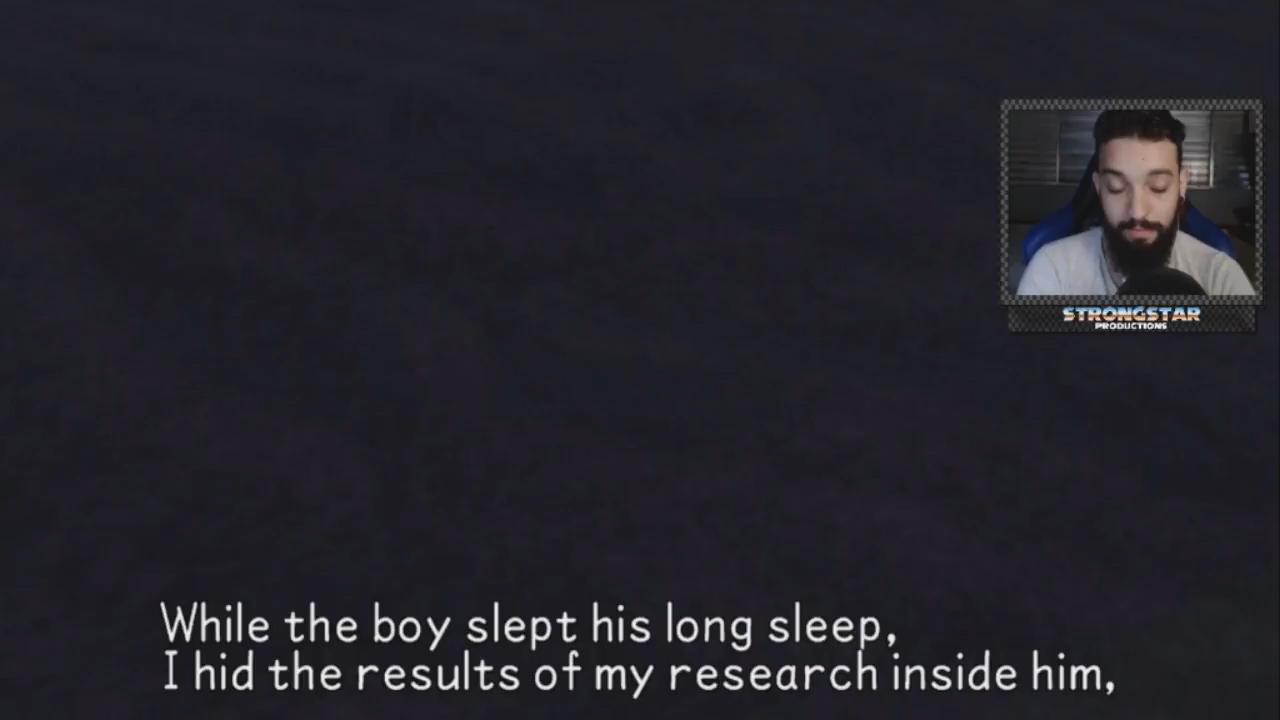 STRONGSTAR
PRODUCTIONS
While the boy slept his long sleep,
I hid the results of my research inside him,